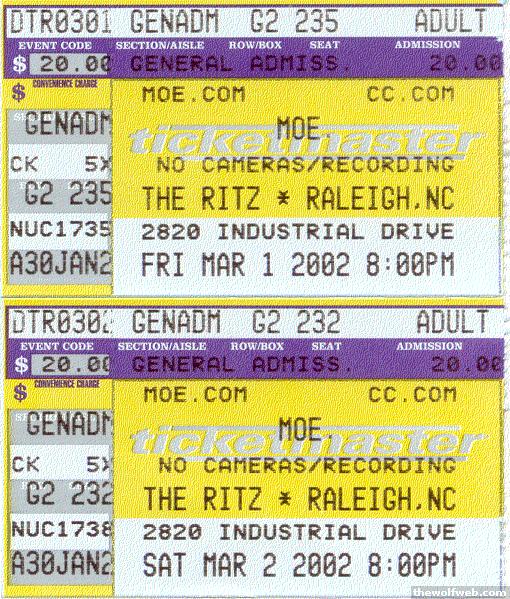 DTR0301 GENADM G2 235 ADULT
EVENT CODE SECTION/AISLE ROW/BOX SEAT ADMISSION
$ 20.00 GENERAL ADMISS. 20.00
CONVENIENCE CHARGE
$ MOE.COM CC.COM
GENADM MOE.
ticketmaster
CK 5X NO CAMERAS/RECORDING
G2 235 THE RITZ * RALEIGH,NC
NUC1735 2820 INDUSTRIAL DRIVE
A30JAN2 FRI MAR 1 2002 8:00PM
DTR0302 GENADM G2 232 ADULT
EVENT CODE SECTION/AISLE ROW/BOX SEAT ADMISSION
$ 20.00 GENERAL ADMISS. 20.00
CONVENIENCE CHARGE
$ MOE.COM CC.COM
GENADM MOE.
ticketmaster
CK 5X NO CAMERAS/RECORDING
G2 232 THE RITZ * RALEIGH,NC
NUC1738 2820 INDUSTRIAL DRIVE
A30JAN2 SAT MAR 2 2002 8:00PM
thewolfweb.com